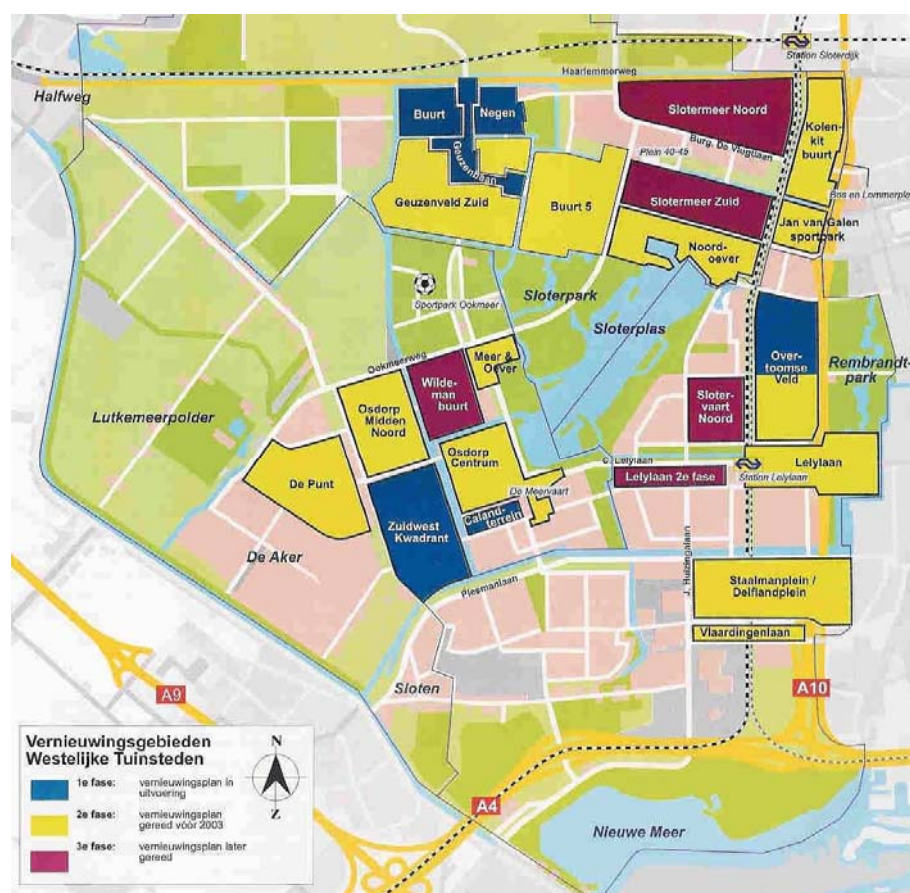 Station Sloterdijk
Haarlemmerweg
Halfweg
Buurt
Negen
Slotermeer Noord
Kolen-
kit
buurt
Burg. De Vlugtlaan
Plein 40-45
Geuzenbaan
Geuzenveld Zuid
Buurt 5
Slotermeer Zuid
Bos en Lommerplein
Jan van Galen
sportpark
Noord-
oever
Sportpark Ookmeer
Sloterpark
Sloterplas
Over-
toomse
Veld
Rembrandt-
park
Ookmeerweg
Meer &
Oever
Wilde-
man
buurt
Sloter-
vaart
Noord
Lutkemeerpolder
Osdorp
Midden
Noord
Osdorp
Centrum
C. Lelylaan
Lelylaan
De Punt
De Meervaart
Lelylaan 2e fase
Station Lelylaan
Caland-
terrein
Zuidwest
Kwadrant
De Aker
Plesmanlaan
J. Huizingalaan
Staalmanplein /
Delflandplein
Vlaardingenlaan
Sloten
A9
A10
A4
Nieuwe Meer
Vernieuwingsgebieden
Westelijke Tuinsteden
1e fase: vernieuwingsplan in
uitvoering
2e fase: vernieuwingsplan
gereed vóór 2003
3e fase: vernieuwingsplan later
gereed
N
Z